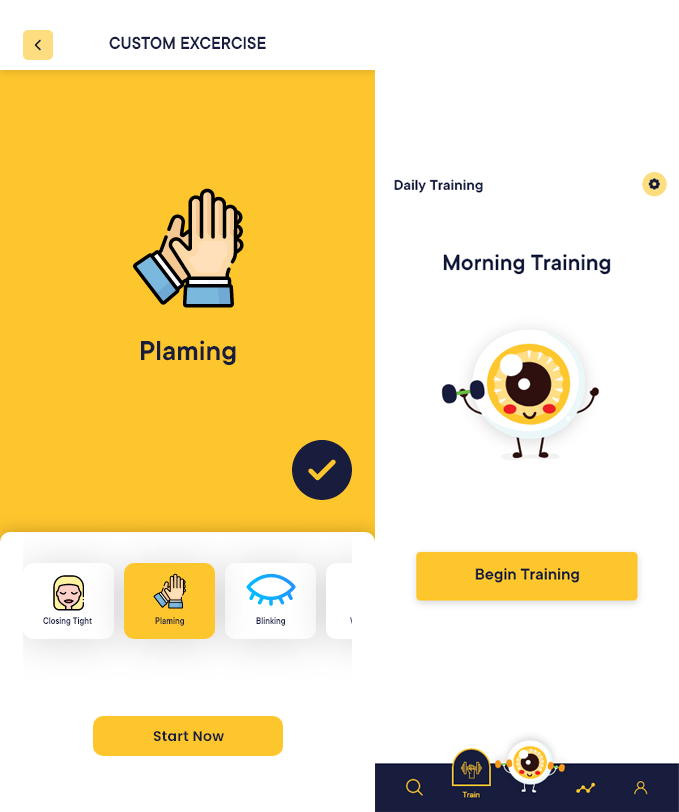 CUSTOM EXCERCISE
Plaming
Closing Tight
Plaming
Blinking
Start Now
Daily Training
Morning Training
Begin Training
Train